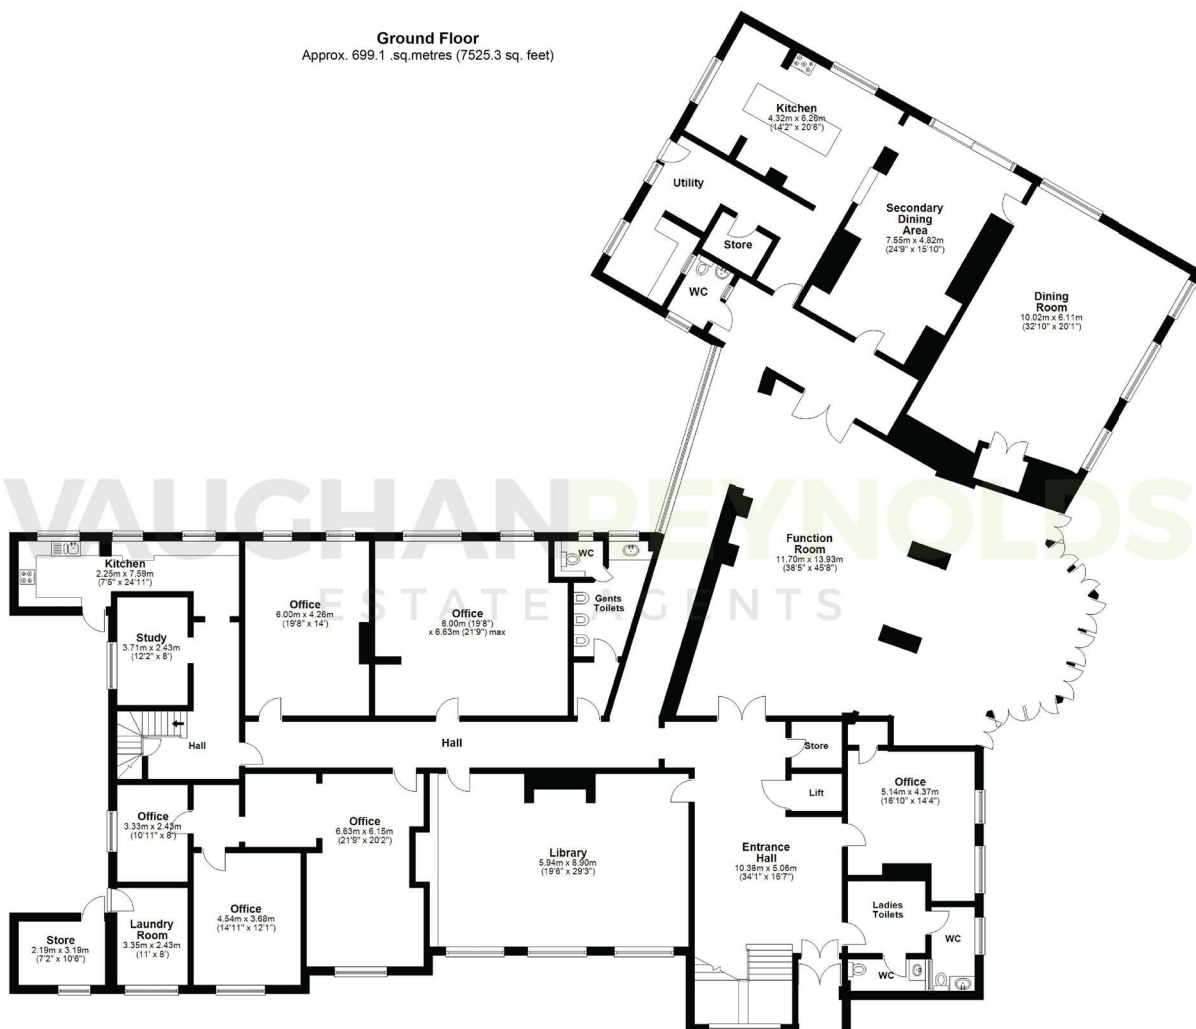 Ground Floor
Approx. 699.1 .sq.metres (7525.3 sq. feet)
Kitchen
4.32m x 6.26m
(14'2" x 20'6")
Utility
Store
WC
Secondary
Dining
Area
7.55m x 4.82m
(24'9" x 15'10")
Dining
Room
10.02m x 6.11m
(32'10" x 20'1")
VAUGHANREYNOLDS
ESTATE AGENTS
Function
Room
11.70m x 13.93m
(38'5" x 45'8")
Kitchen
2.25m x 7.59m
(7'5" x 24'11")
Office
6.00m x 4.26m
(19'8" x 14')
Office
6.00m (19'8")
x 6.63m (21'9") max
WC
Gents
Toilets
Study
3.71m x 2.43m
(12'2" x 8')
Hall
Hall
Store
Lift
Office
5.14m x 4.37m
(16'10" x 14'4")
Office
3.33m x 2.43m
(10'11" x 8')
Office
6.63m x 6.15m
(21'9" x 20'2")
Library
5.94m x 8.90m
(19'6" x 29'3")
Entrance
Hall
10.38m x 5.06m
(34'1" x 16'7")
Ladies
Toilets
WC
WC
Office
4.54m x 3.68m
(14'11" x 12'1")
Laundry
Room
3.35m x 2.43m
(11' x 8')
Store
2.19m x 3.19m
(7'2" x 10'6")